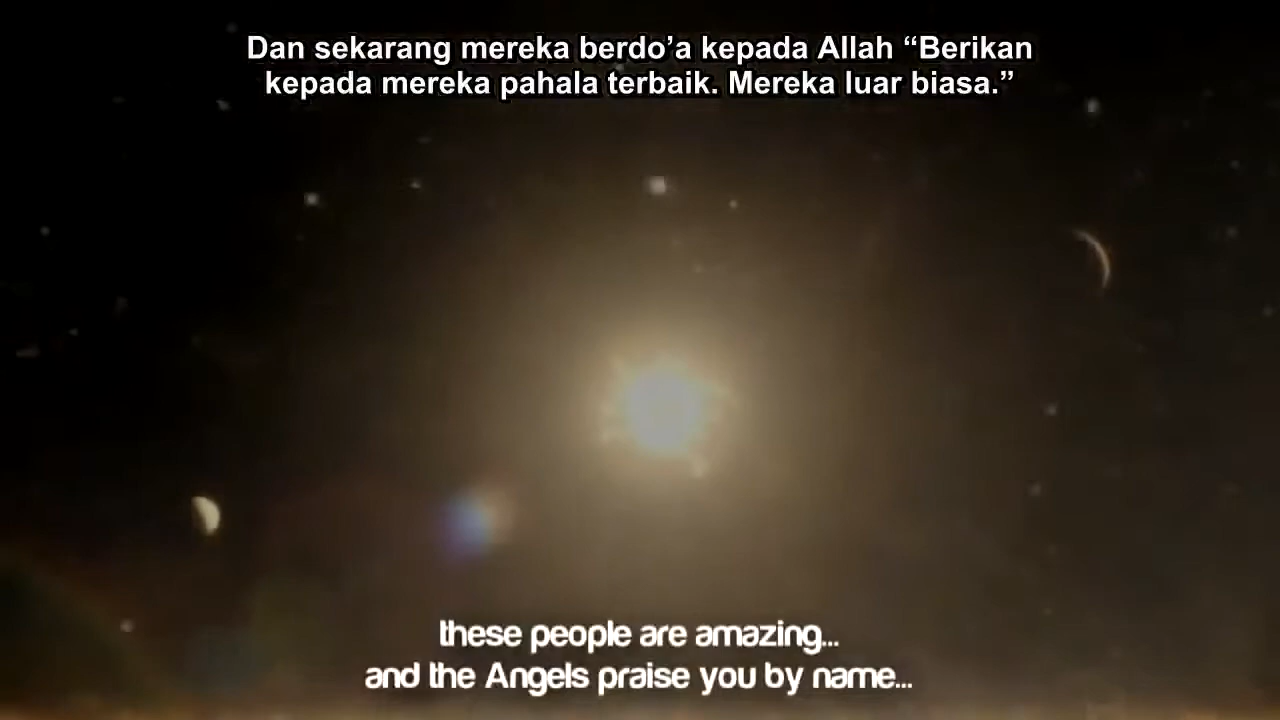 Dan sekarang mereka berdo’a kepada Allah “Berikan
kepada mereka pahala terbaik. Mereka luar biasa.”
these people are amazing...
and the Angels praise you by name...